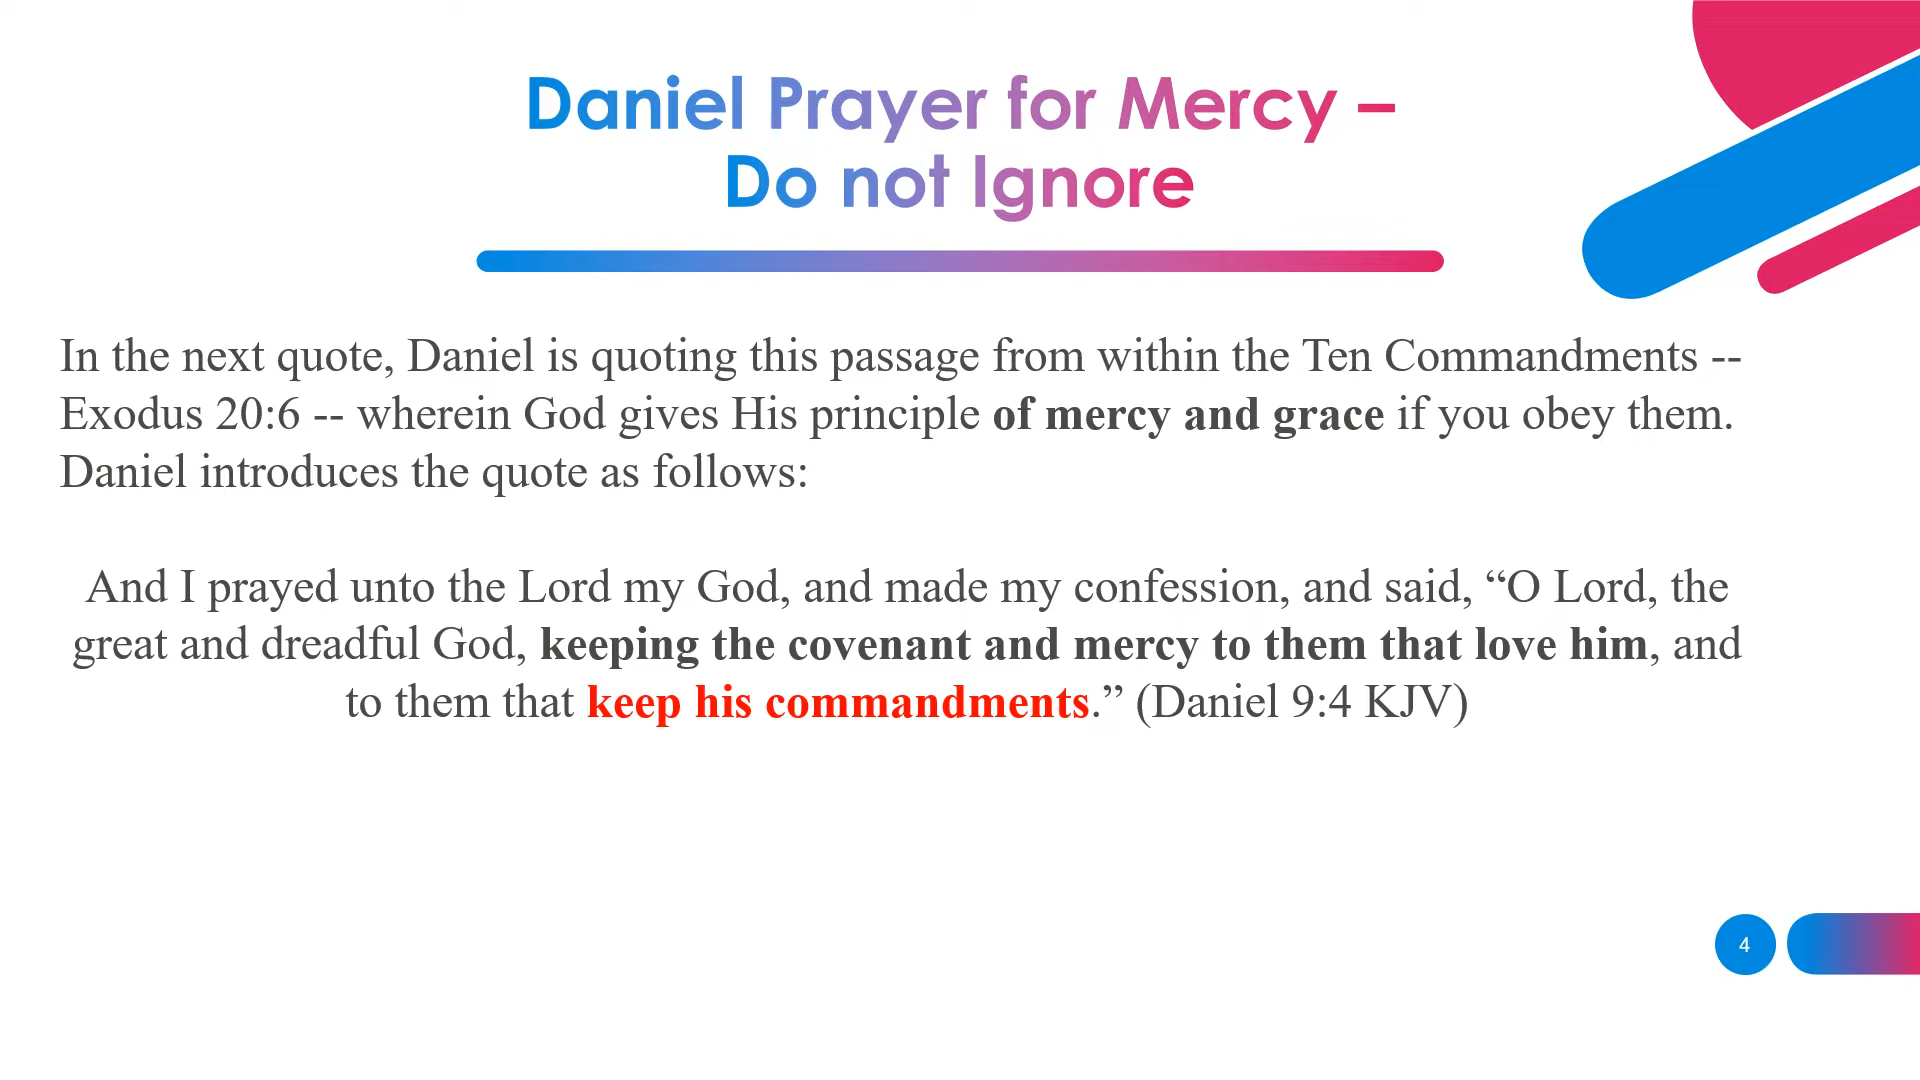 Daniel Prayer for Mercy –
Do not Ignore
In the next quote, Daniel is quoting this passage from within the Ten Commandments --
Exodus 20:6 -- wherein God gives His principle of mercy and grace if you obey them.
Daniel introduces the quote as follows:
And I prayed unto the Lord my God, and made my confession, and said, “O Lord, the
great and dreadful God, keeping the covenant and mercy to them that love him, and
to them that keep his commandments.” (Daniel 9:4 KJV)
4